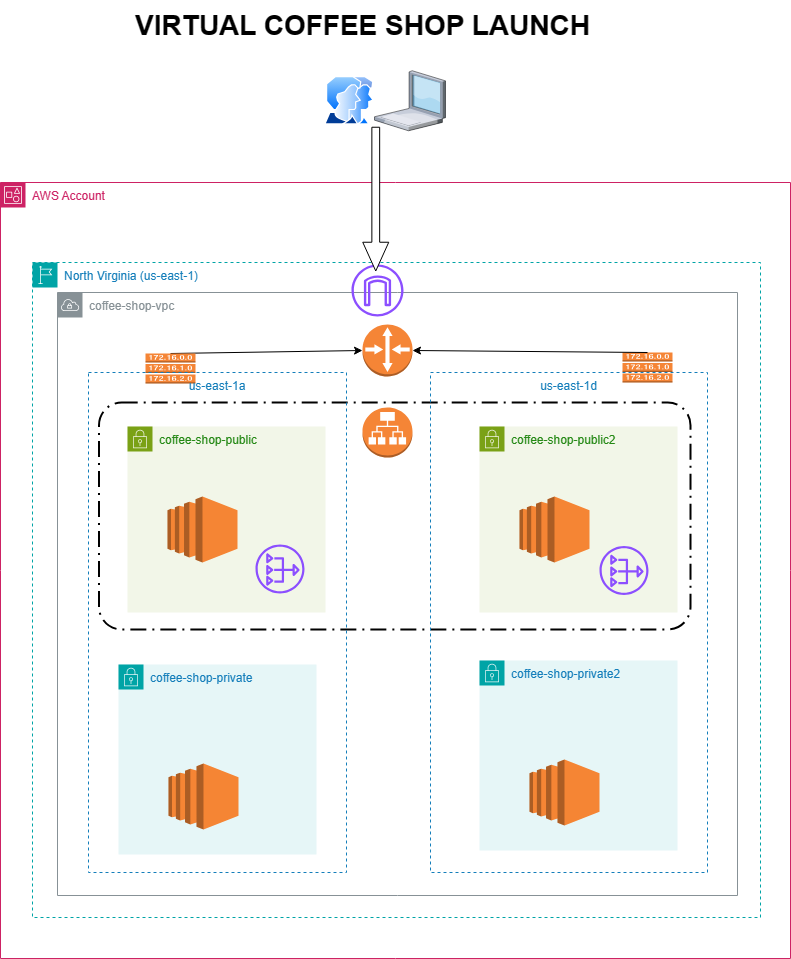 VIRTUAL COFFEE SHOP LAUNCH
AWS Account
North Virginia (us-east-1)
coffee-shop-vpc
172.16.0.0
172.16.1.0
172.16.2.0
172.16.0.0
172.16.1.0
172.16.2.0
us-east-1a
us-east-1d
coffee-shop-public
coffee-shop-public2
coffee-shop-private
coffee-shop-private2